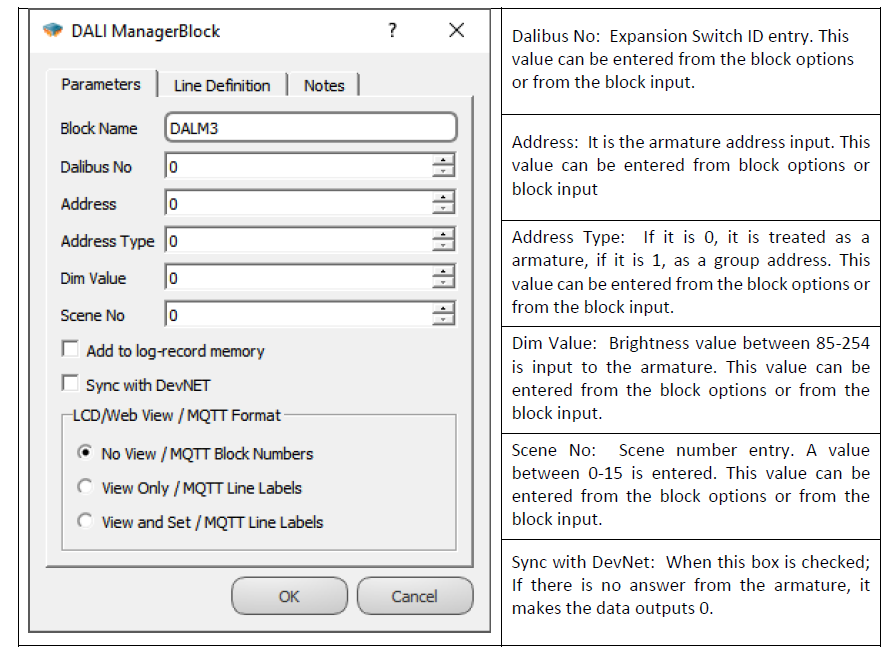 DALI ManagerBlock
?
Parameters
Line Definition
Notes
Block Name
DALM3
Dalibus No
0
Address
0
Address Type
0
Dim Value
0
Scene No
0
Add to log-record memory
Sync with DevNET
LCD/Web View / MQTT Format
No View / MQTT Block Numbers
View Only / MQTT Line Labels
View and Set / MQTT Line Labels
OK
Cancel
Dalibus No: Expansion Switch ID entry. This
value can be entered from the block options
or from the block input.
Address: It is the armature address input. This
value can be entered from block options or
block input
Address Type: If it is 0, it is treated as a
armature, if it is 1, as a group address. This
value can be entered from the block options or
from the block input.
Dim Value: Brightness value between 85-254
is input to the armature. This value can be
entered from the block options or from the
block input.
Scene No: Scene number entry. A value
between 0-15 is entered. This value can be
entered from the block options or from the
block input.
Sync with DevNet: When this box is checked;
If there is no answer from the armature, it
makes the data outputs 0.